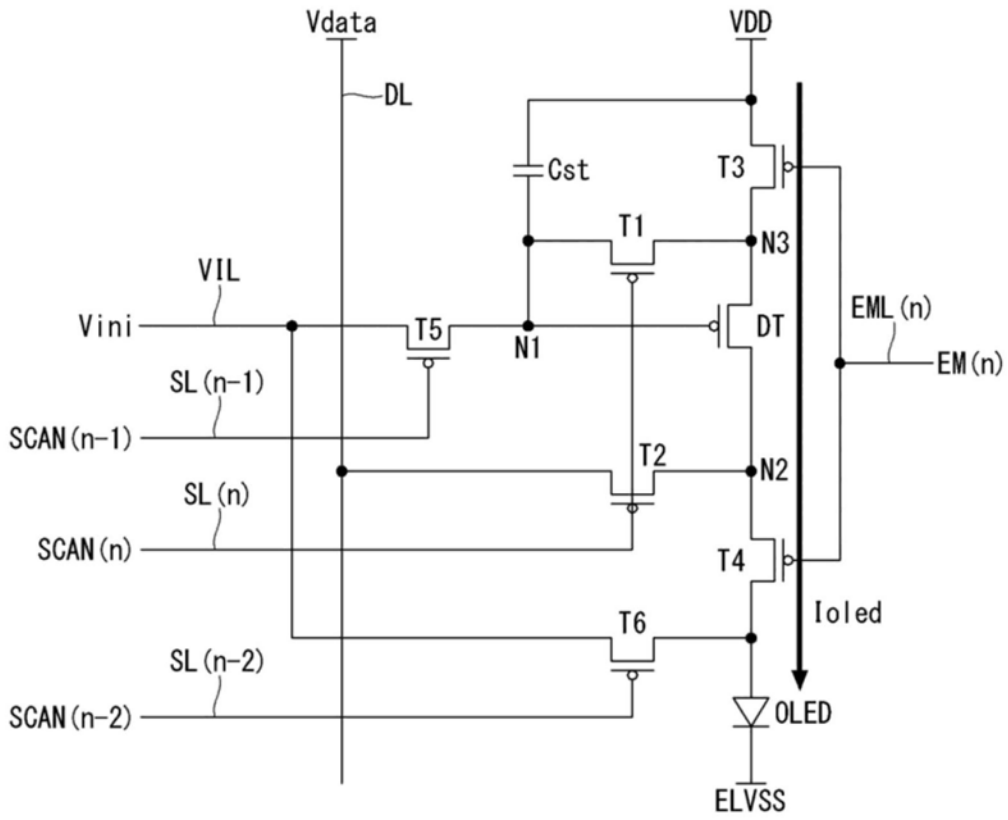 Vdata
VDD
DL
T3
Cst
T1
N3
VIL
EML(n)
Vini
T5
DT
N1
EM(n)
SL(n-1)
SCAN(n-1)
T2
N2
SL(n)
SCAN(n)
T4
Ioled
T6
SL(n-2)
SCAN(n-2)
OLED
ELVSS